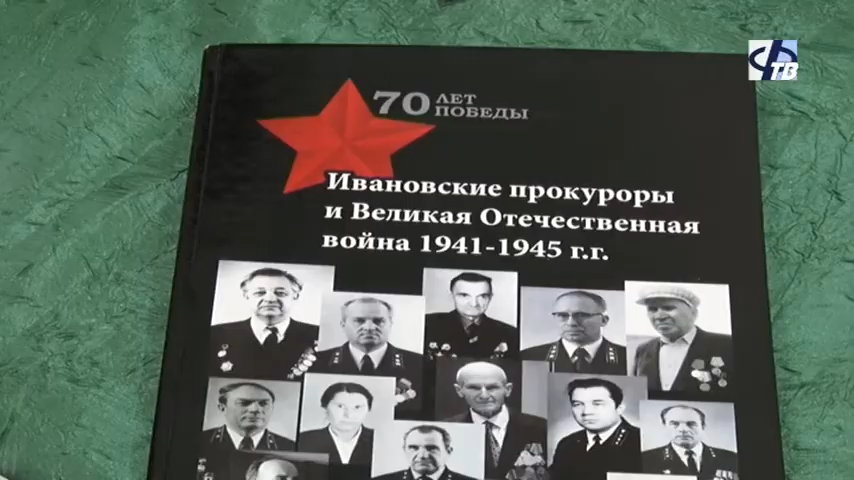 ТВ
70 ЛЕТ
ПОБЕДЫ
Ивановские прокуроры
и Великая Отечественная
война 1941-1945 г.г.